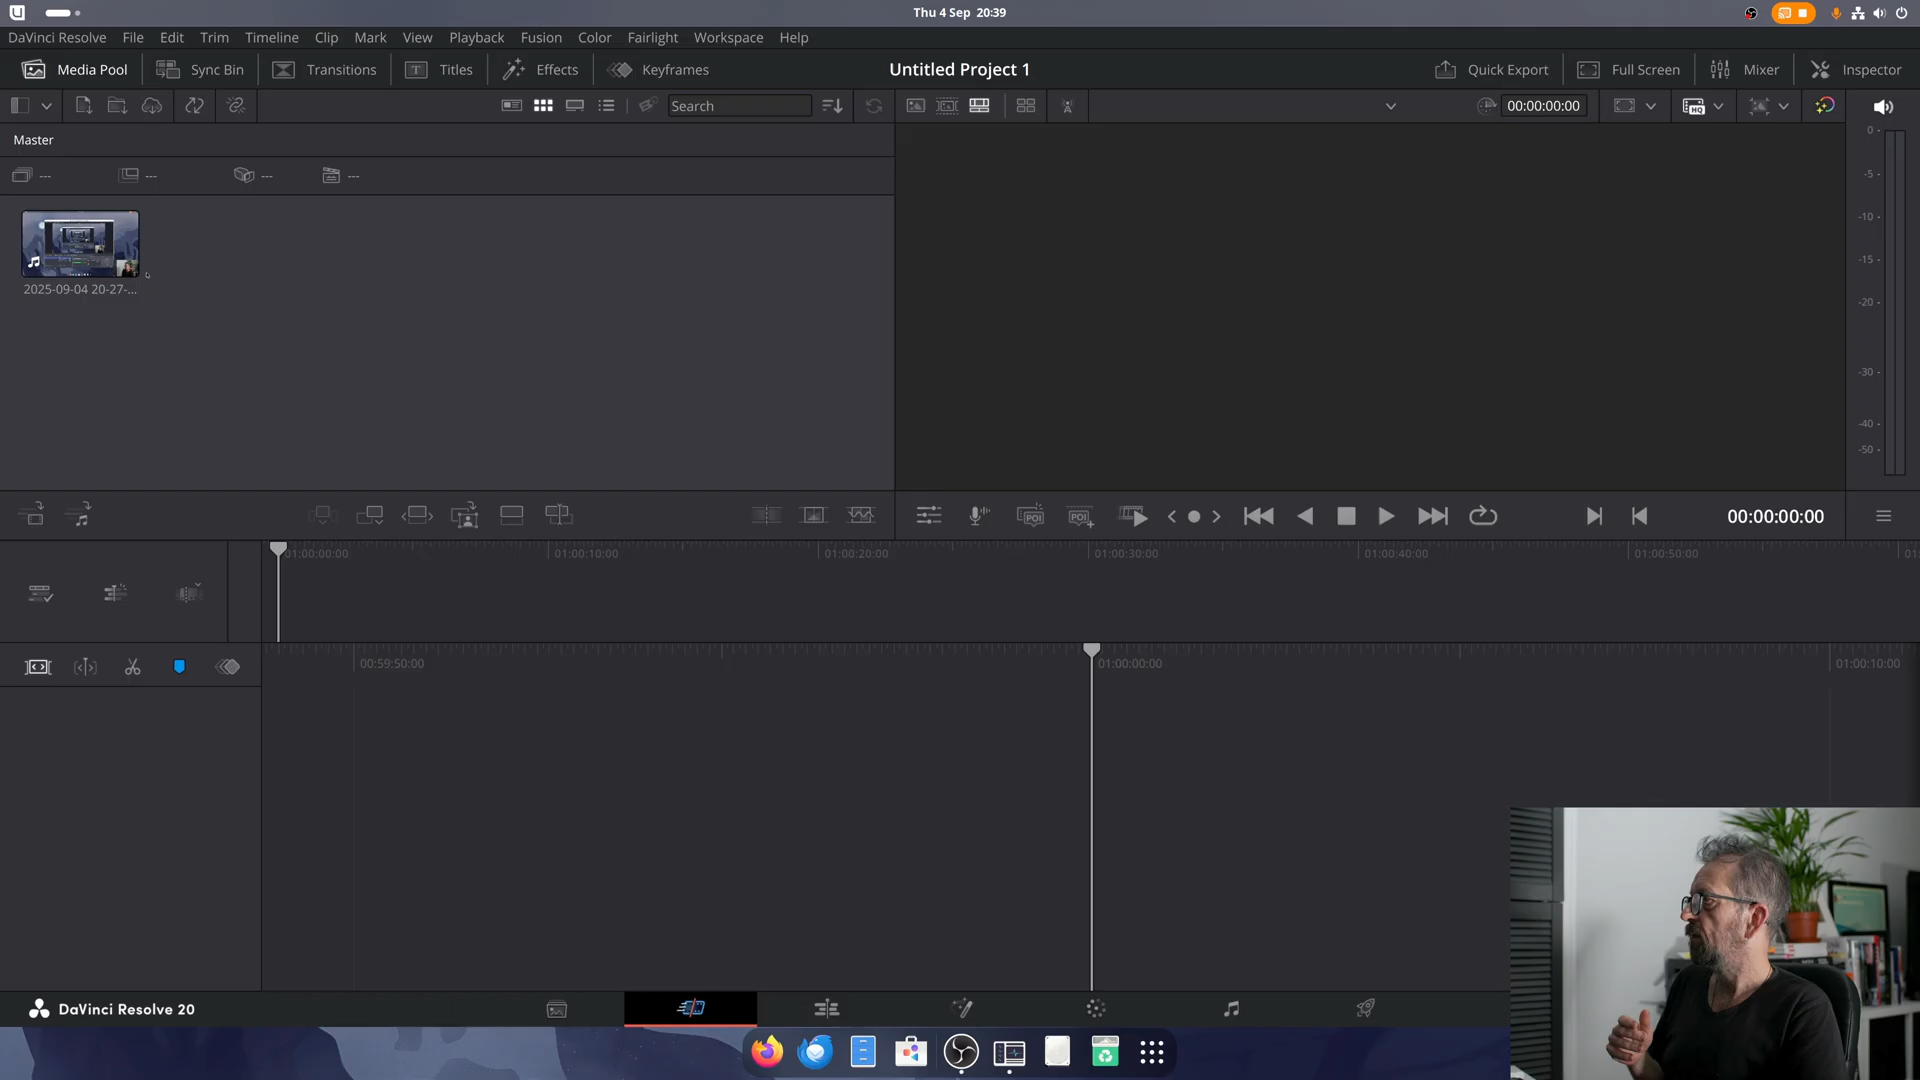 Thu 4 Sep 20:39
DaVinci Resolve File Edit Trim Timeline Clip Mark View Playback Fusion Color Fairlight Workspace Help
Media Pool Sync Bin Transitions Titles Effects Keyframes Untitled Project 1 Quick Export Full Screen Mixer Inspector
Search 00:00:00:00
Master
--- --- --- ---
2025-09-04 20-27-...
0 -
-5 -
-10 -
-15 -
-20 -
-30 -
-40 -
-50 -
POI POI 00:00:00:00
01:00:00:00 01:00:10:00 01:00:20:00 01:00:30:00 01:00:40:00 01:00:50:00 01:
00:59:50:00 01:00:00:00 01:00:10:00
DaVinci Resolve 20